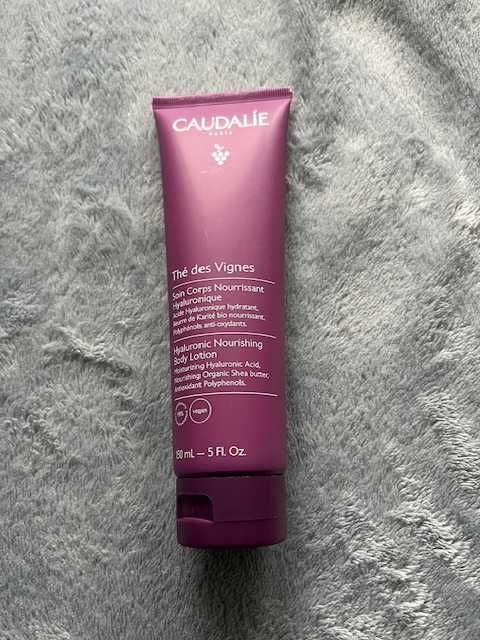 CAUDALÍE
PARIS
Thé des Vignes
Soin Corps Nourrissant
Hyaluronique
Acide Hyaluronique hydratant,
Beurre de Karité bio nourrissant,
Polyphénols anti-oxydants.
Hyaluronic Nourishing
Body Lotion
Moisturizing Hyaluronic Acid,
Nourishing Organic Shea butter,
Antioxidant Polyphenols.
vegan
150 mL — 5 Fl. Oz.